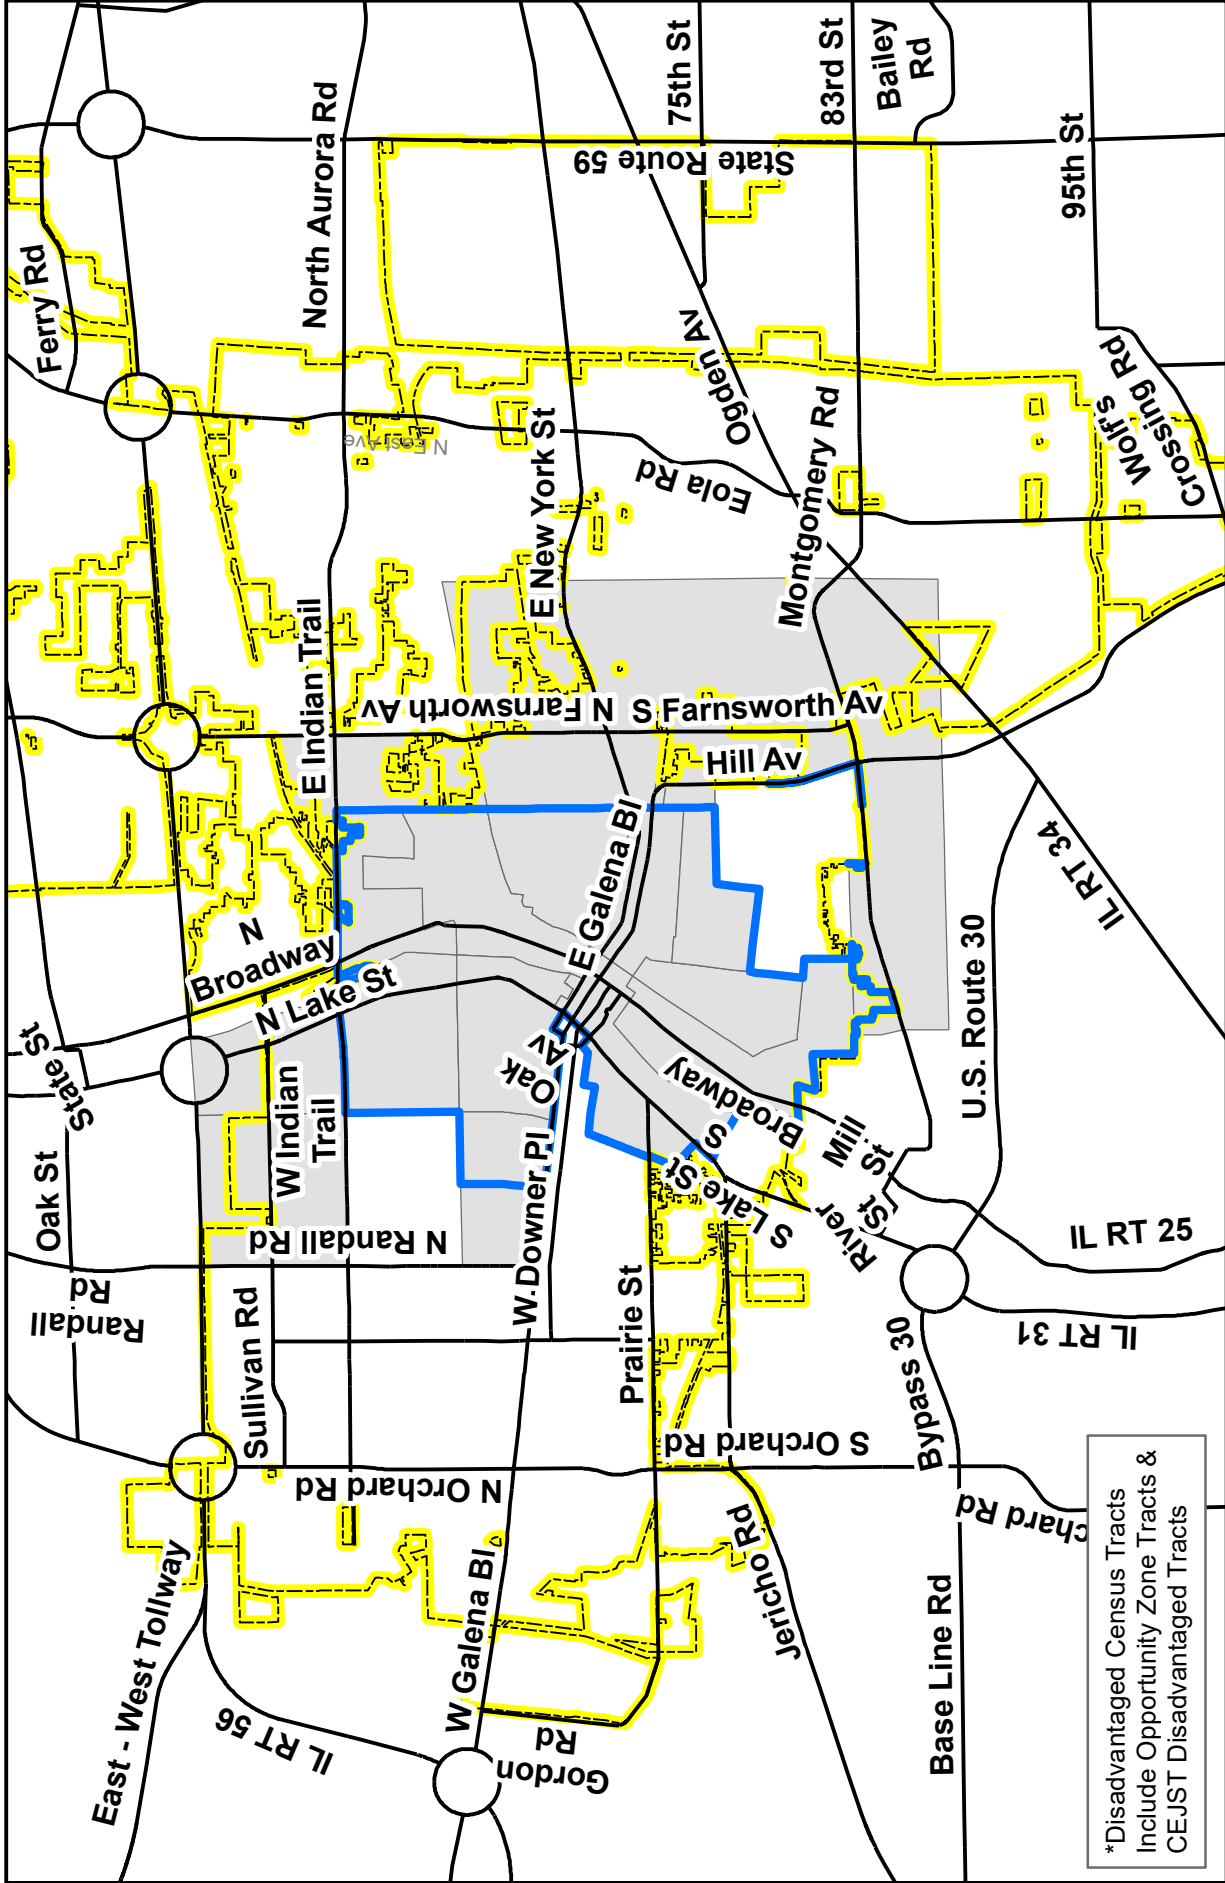 East - West Tollway
IL RT 56
Gordon
Rd
W Galena Bl
Jericho Rd
Base Line Rd
N Orchard Rd
S Orchard Rd
chard Rd
Bypass 30
Sullivan Rd
Randall
Rd
Oak St
State St
N Randall Rd
W Indian
Trail
W Downer Pl
Prairie St
Oak
Av
S Lake St
S
Broadway
River
St
Mill
St
IL RT 31
IL RT 25
U.S. Route 30
IL RT 34
N
Broadway
N Lake St
E Galena Bl
E Indian Trail
N Farnsworth Av
S Farnsworth Av
Hill Av
E New York St
Montgomery Rd
Eola Rd
Ogden Av
N East Ave
North Aurora Rd
Ferry Rd
State Route 59
75th St
83rd St
Bailey
Rd
95th St
Wolf's
Crossing Rd
*Disadvantaged Census Tracts
Include Opportunity Zone Tracts &
CEJST Disadvantaged Tracts